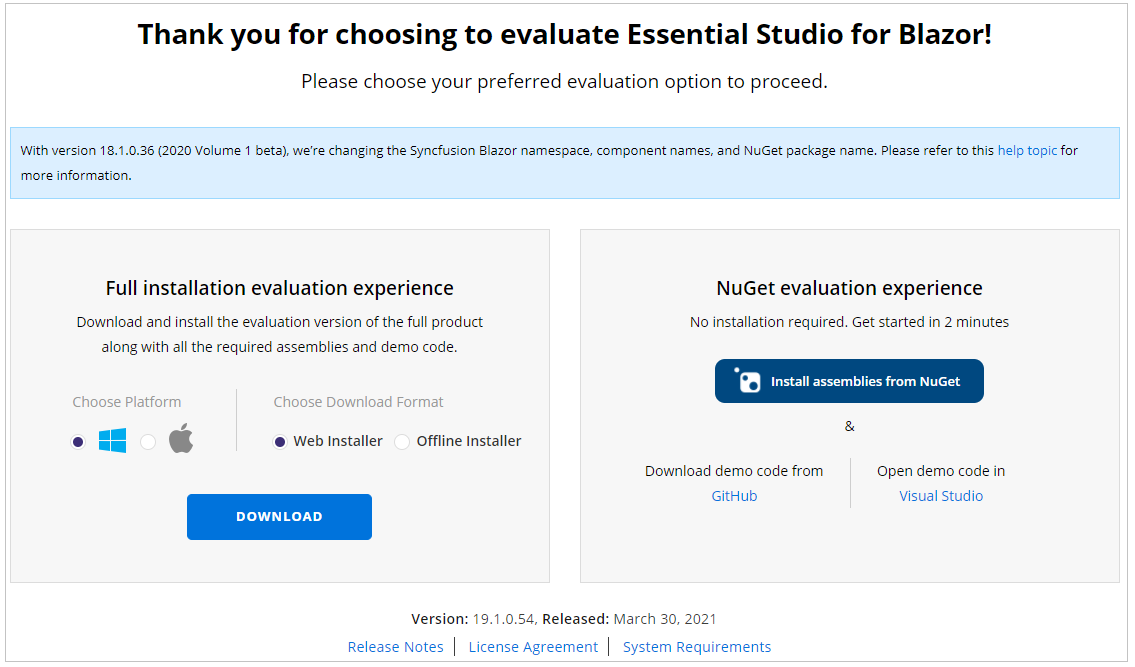 Thank you for choosing to evaluate Essential Studio for Blazor!
Please choose your preferred evaluation option to proceed.
With version 18.1.0.36 (2020 Volume 1 beta), we're changing the Syncfusion Blazor namespace, component names, and NuGet package name. Please refer to this help topic for
more information.
Full installation evaluation experience
Download and install the evaluation version of the full product
along with all the required assemblies and demo code.
Choose Platform
Choose Download Format
Web Installer
Offline Installer
DOWNLOAD
NuGet evaluation experience
No installation required. Get started in 2 minutes
Install assemblies from NuGet
&
Download demo code from
GitHub
Open demo code in
Visual Studio
Version: 19.1.0.54, Released: March 30, 2021
Release Notes
License Agreement
System Requirements